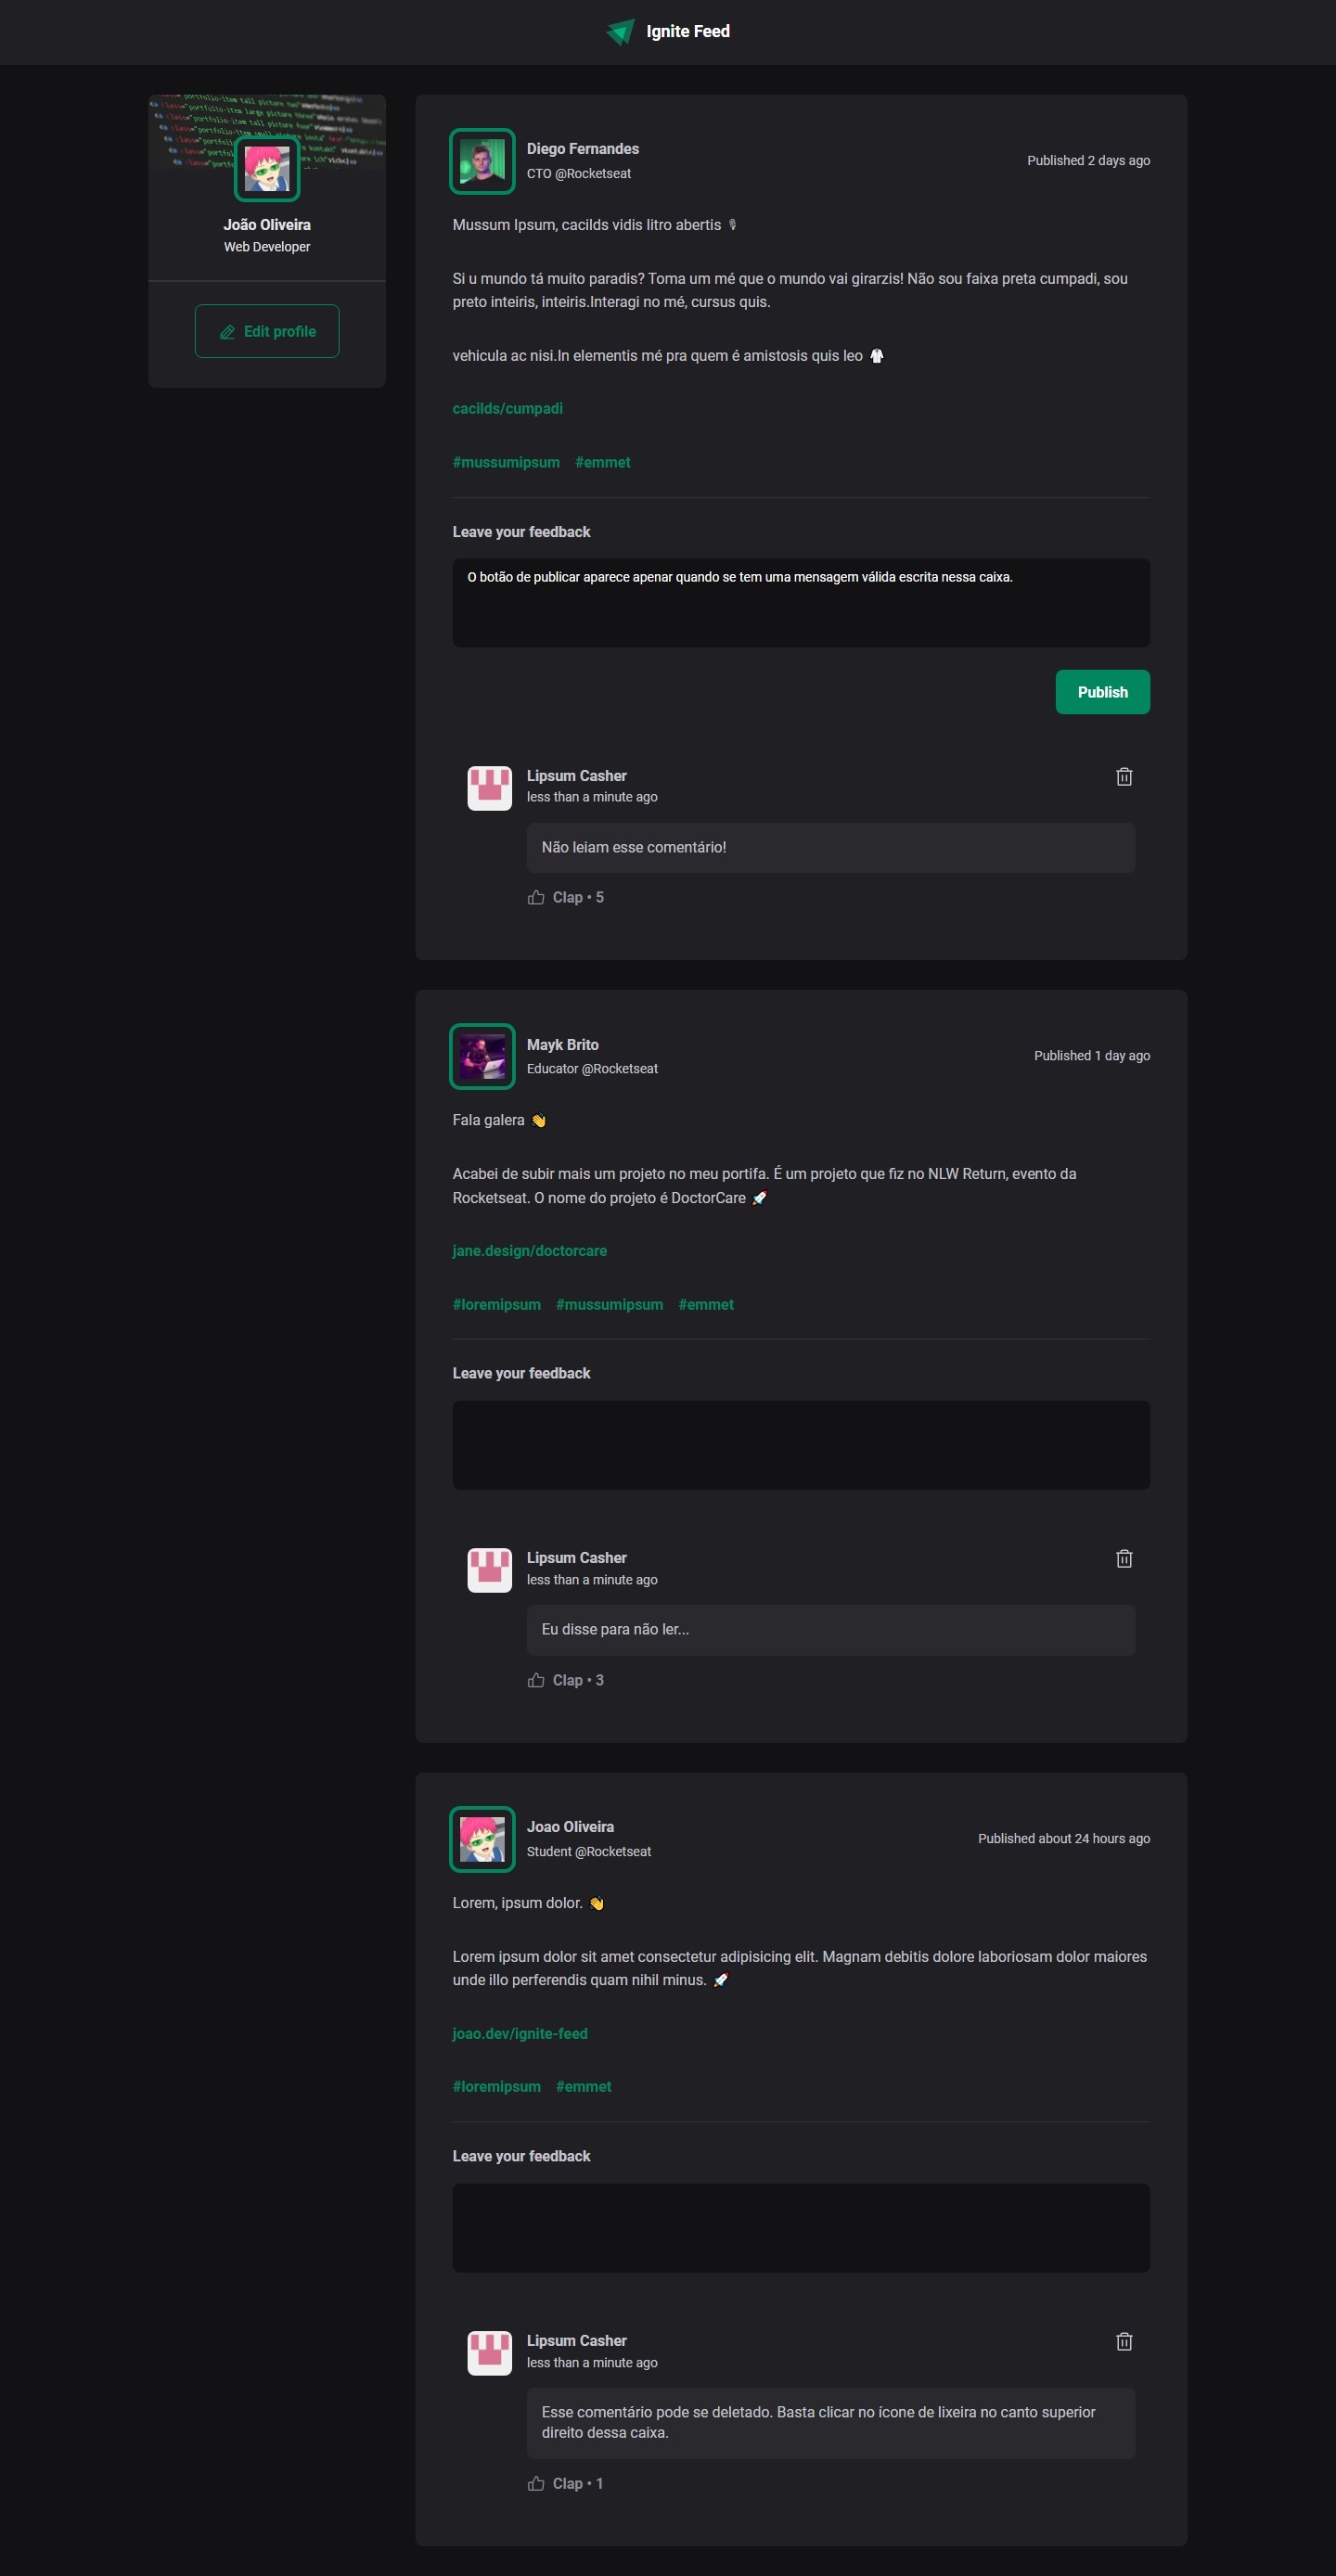 Ignite Feed
João Oliveira
Web Developer
Edit profile
Diego Fernandes
CTO @Rocketseat
Published 2 days ago
Mussum Ipsum, cacilds vidis litro abertis 🎙
Si u mundo tá muito paradis? Toma um mé que o mundo vai girarzis! Não sou faixa preta cumpadi, sou
preto inteiris, inteiris.Interagi no mé, cursus quis.
vehicula ac nisi.In elementis mé pra quem é amistosis quis leo 🥋
cacilds/cumpadi
#mussumipsum #emmet
Leave your feedback
O botão de publicar aparece apenar quando se tem uma mensagem válida escrita nessa caixa.
Publish
Lipsum Casher
less than a minute ago
Não leiam esse comentário!
Clap • 5
Mayk Brito
Educator @Rocketseat
Published 1 day ago
Fala galera 👋
Acabei de subir mais um projeto no meu portifa. É um projeto que fiz no NLW Return, evento da
Rocketseat. O nome do projeto é DoctorCare 🚀
jane.design/doctorcare
#loremipsum #mussumipsum #emmet
Leave your feedback
Lipsum Casher
less than a minute ago
Eu disse para não ler...
Clap • 3
Joao Oliveira
Student @Rocketseat
Published about 24 hours ago
Lorem, ipsum dolor. 👋
Lorem ipsum dolor sit amet consectetur adipisicing elit. Magnam debitis dolore laboriosam dolor maiores
unde illo perferendis quam nihil minus. 🚀
joao.dev/ignite-feed
#loremipsum #emmet
Leave your feedback
Lipsum Casher
less than a minute ago
Esse comentário pode se deletado. Basta clicar no ícone de lixeira no canto superior
direito dessa caixa.
Clap • 1